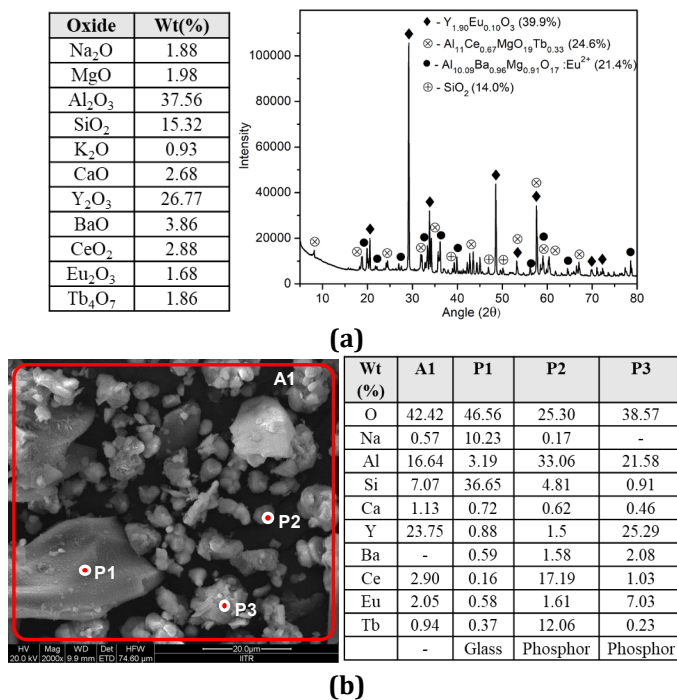 Oxide Wt(%)
Na₂O 1.88
MgO 1.98
Al₂O₃ 37.56
SiO₂ 15.32
K₂O 0.93
CaO 2.68
Y₂O₃ 26.77
BaO 3.86
CeO₂ 2.88
Eu₂O₃ 1.68
Tb₄O₇ 1.86
◆ - Y₁.₉₀Eu₀.₁₀O₃ (39.9%)
⊗ - Al₁₁Ce₀.₆₇MgO₁₉Tb₀.₃₃ (24.6%)
● - Al₁₀.₀₉Ba₀.₉₆Mg₀.₉₁O₁₇ :Eu²⁺ (21.4%)
⊕ - SiO₂ (14.0%)
Intensity
100000
80000
60000
40000
20000
0
10 20 30 40 50 60 70 80
Angle (2θ)
(a)
A1
P2
P1
P3
HV WD Det HFW
20.0 kV 2000x 9.9 mm ETD 74.60 µm
20.0µm
IITR
Wt (%) A1 P1 P2 P3
O 42.42 46.56 25.30 38.57
Na 0.57 10.23 0.17 -
Al 16.64 3.19 33.06 21.58
Si 7.07 36.65 4.81 0.91
Ca 1.13 0.72 0.62 0.46
Y 23.75 0.88 1.5 25.29
Ba - 0.59 1.58 2.08
Ce 2.90 0.16 17.19 1.03
Eu 2.05 0.58 1.61 7.03
Tb 0.94 0.37 12.06 0.23
- Glass Phosphor Phosphor
(b)